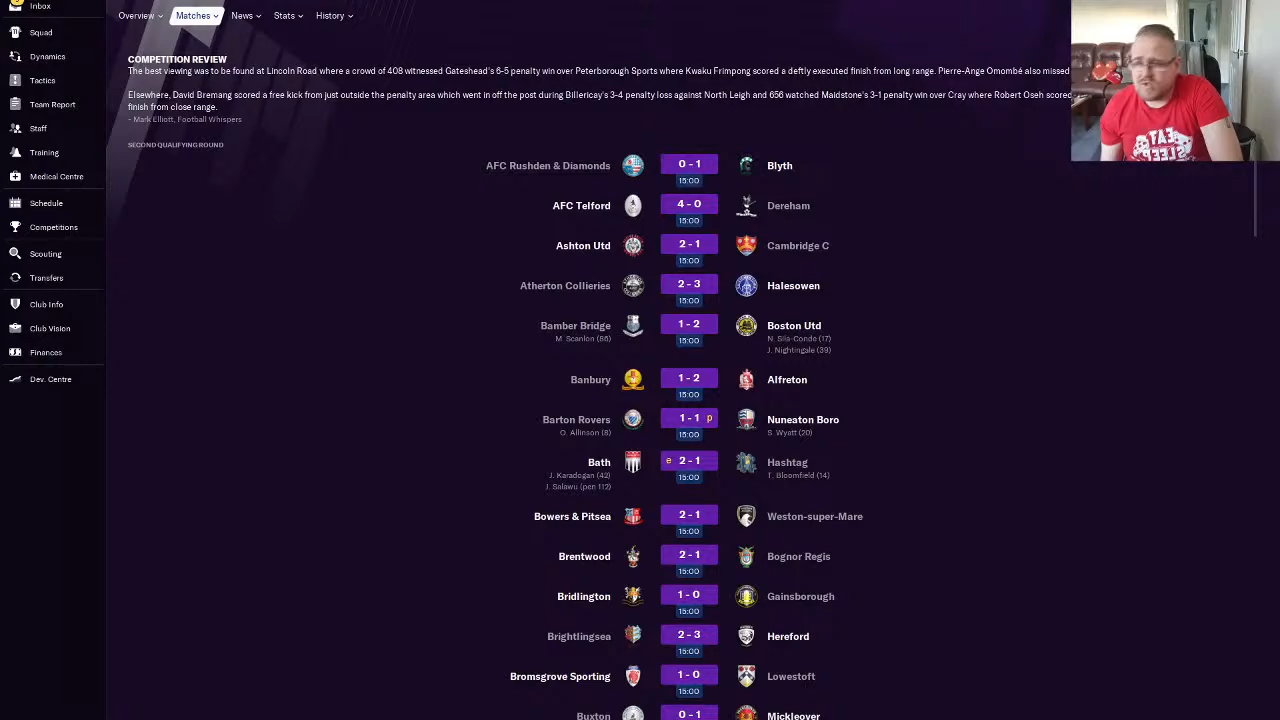 Inbox
Overview
Matches
News
Stats
History
Squad
Dynamics
Tactics
Team Report
Staff
Training
Medical Centre
Schedule
Competitions
Scouting
Transfers
Club Info
Club Vision
Finances
Dev. Centre
COMPETITION REVIEW
The best viewing was to be found at Lincoln Road where a crowd of 408 witnessed Gateshead's 6-5 penalty win over Peterborough Sports where Kwaku Frimpong scored a deftly executed finish from long range. Pierre-Ange Omombé also missed
Elsewhere, David Bremang scored a free kick from just outside the penalty area which went in off the post during Billericay's 3-4 penalty loss against North Leigh and 656 watched Maidstone's 3-1 penalty win over Cray where Robert Oseh scored
finish from close range.
- Mark Elliott, Football Whispers
SECOND QUALIFYING ROUND
AFC Rushden & Diamonds 0 - 1 Blyth
15:00
AFC Telford 4 - 0 Dereham
15:00
Ashton Utd 2 - 1 Cambridge C
15:00
Atherton Collieries 2 - 3 Halesowen
15:00
Bamber Bridge 1 - 2 Boston Utd
M. Scanlon (86) 15:00 N. Slia-Conde (17)
J. Nightingale (39)
Banbury 1 - 2 Alfreton
15:00
Barton Rovers 1 - 1 p Nuneaton Boro
O. Allinson (8) 15:00 S. Wyatt (20)
Bath e 2 - 1 Hashtag
J. Karadogan (42) 15:00 T. Bloomfield (14)
J. Salawu (pen 112)
Bowers & Pitsea 2 - 1 Weston-super-Mare
15:00
Brentwood 2 - 1 Bognor Regis
15:00
Bridlington 1 - 0 Gainsborough
15:00
Brightlingsea 2 - 3 Hereford
15:00
Bromsgrove Sporting 1 - 0 Lowestoft
15:00
Buxton 0 - 1 Mickleover
EAT
SLEEP